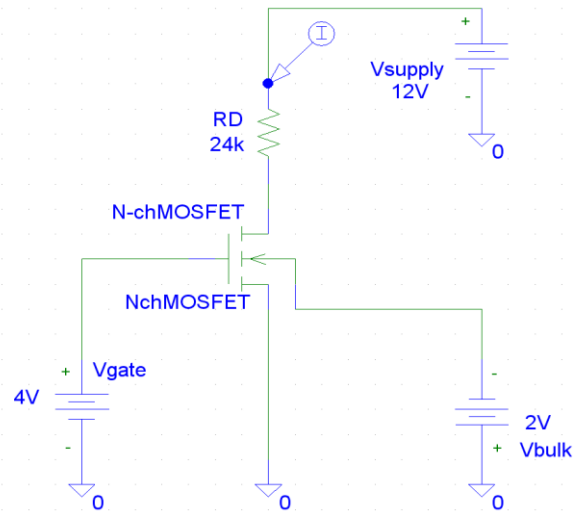 +
I
Vsupply
12V
-
0
RD
24k
N-chMOSFET
NchMOSFET
+
Vgate
4V
-
0
0
-
2V
+
Vbulk
0